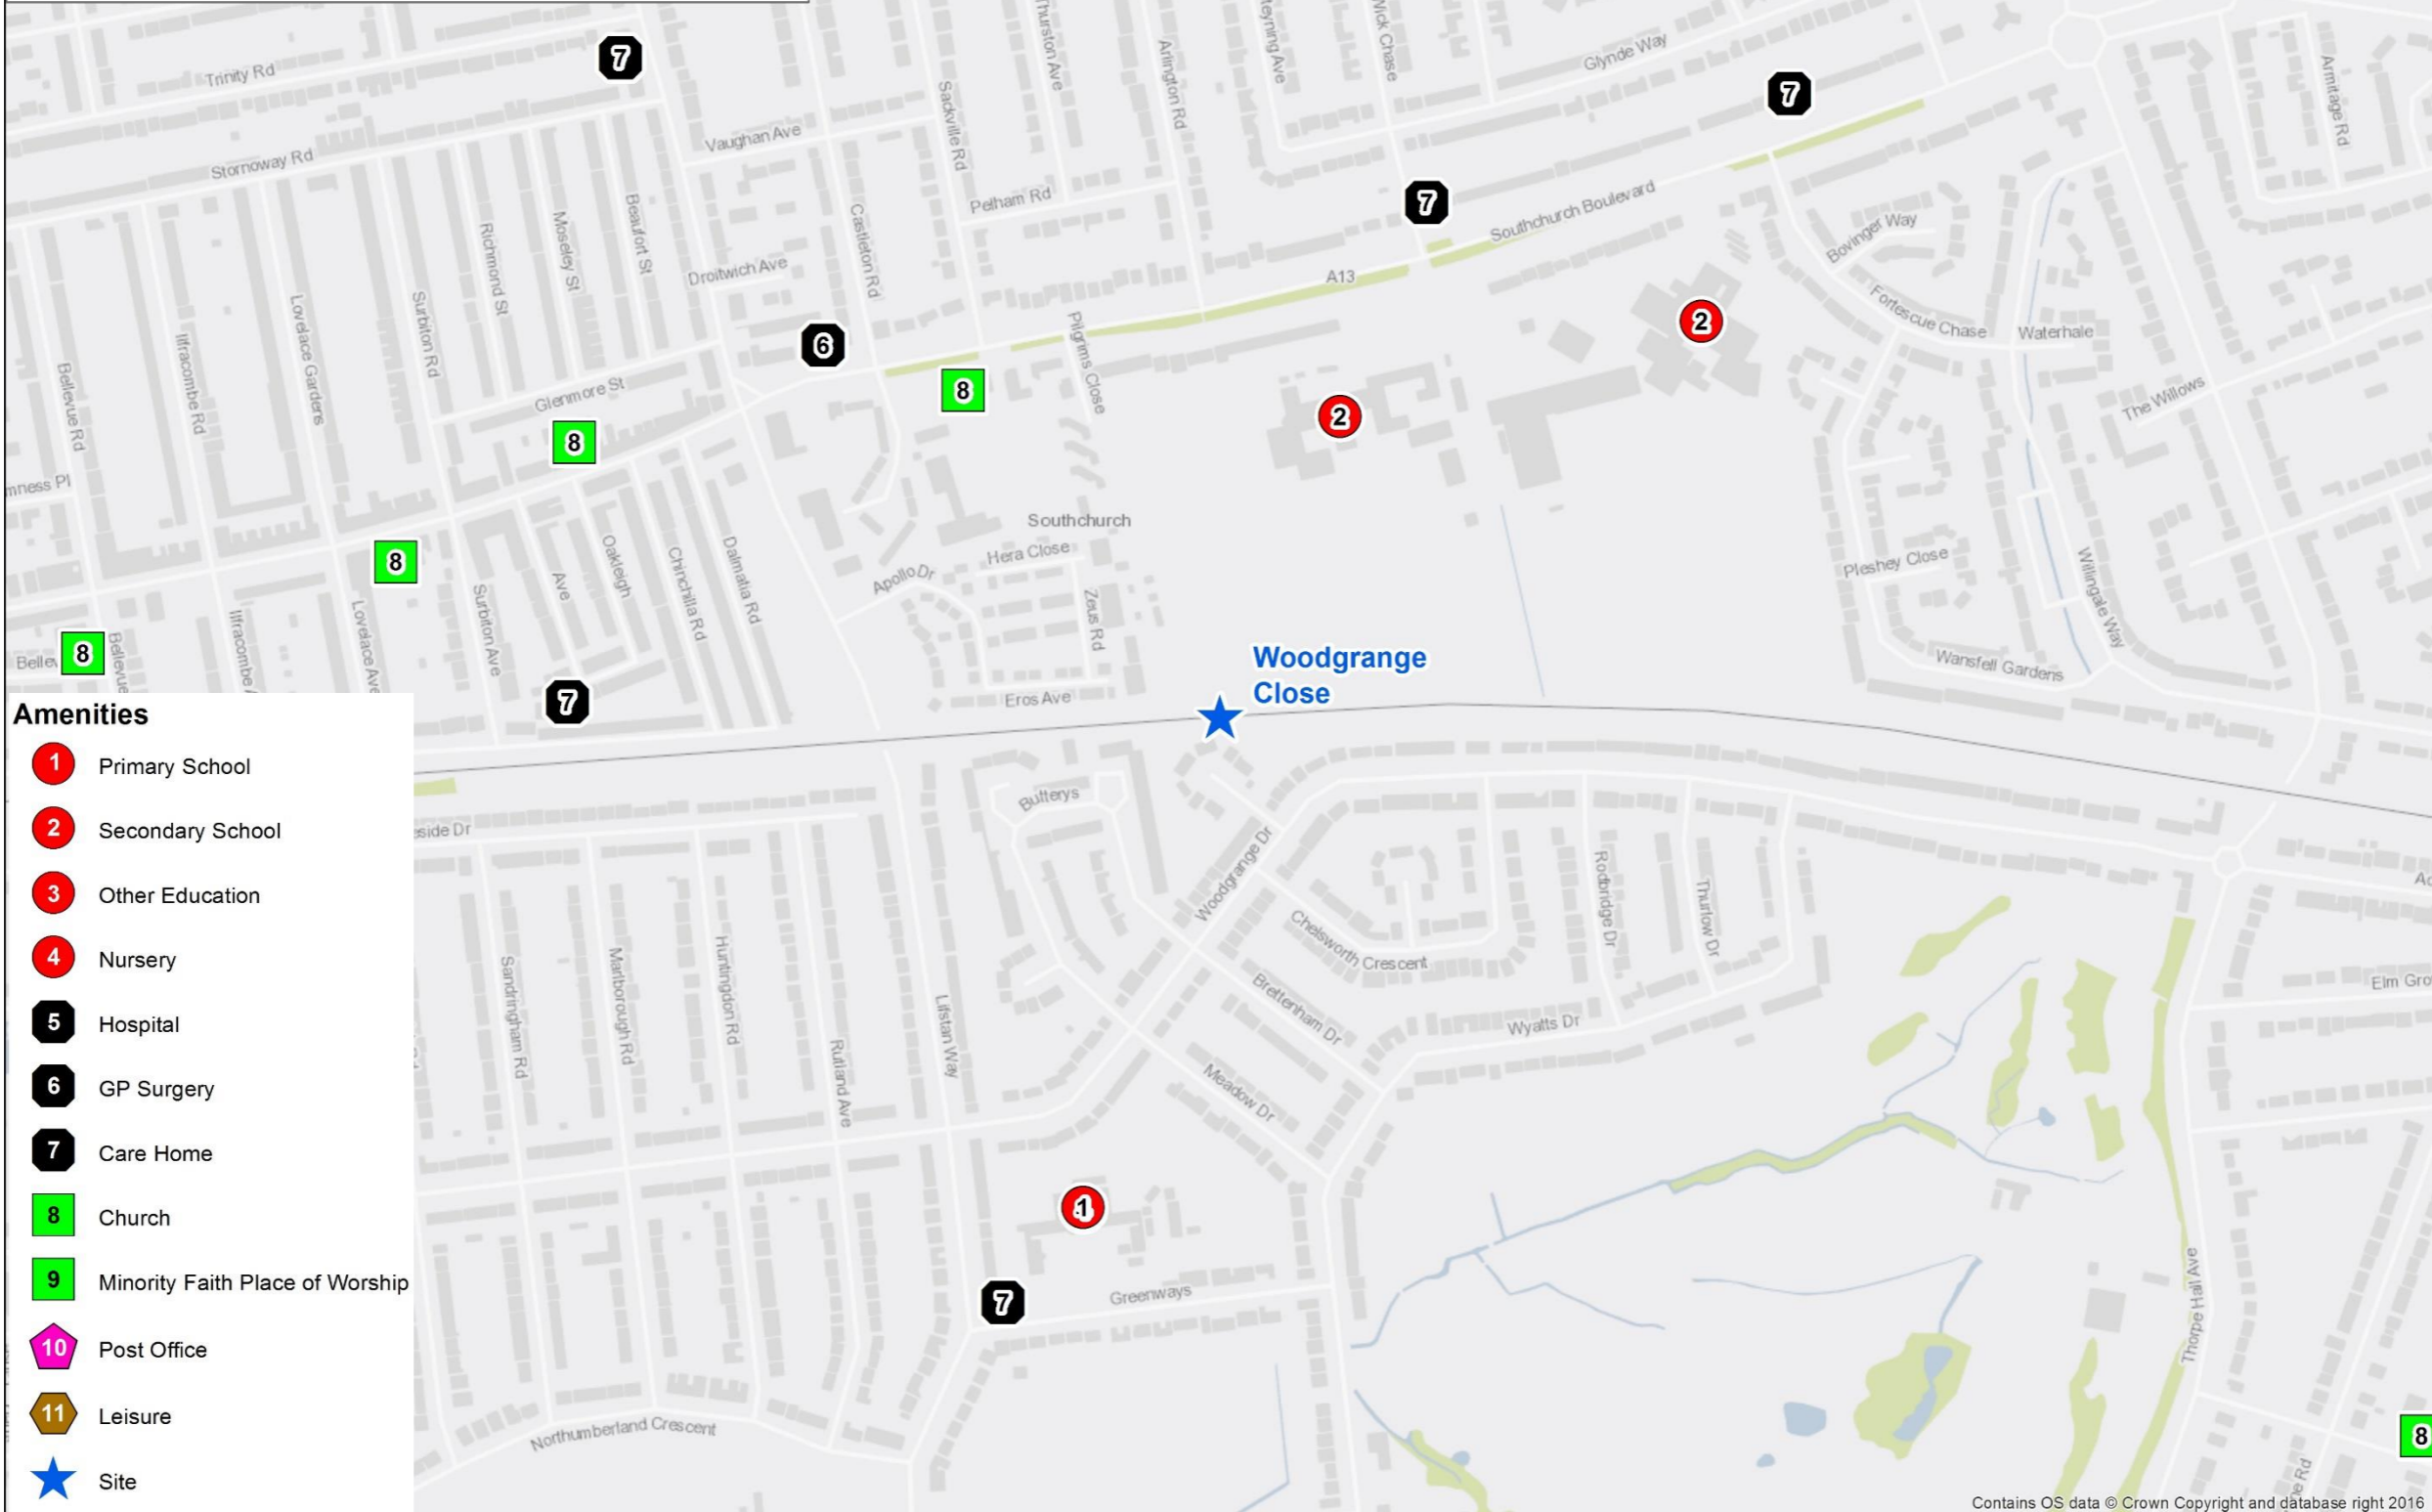 Trinity Rd
Stornoway Rd
Vaughan Ave
Sackville Rd
Thurston Ave
Arlington Rd
Wick Chase
Glynde Way
Armitage Rd
Pelham Rd
Southchurch Boulevard
A13
Bovinger Way
Fortescue Chase
Waterhale
The Willows
Droitwich Ave
Castleton Rd
Beaufort St
Moseley St
Richmond St
Surbiton Rd
Lovelace Gardens
Ilfracombe Rd
Bellevue Rd
Glenmore St
Pilgrims Close
7
7
7
6
8
8
2
2
Southchurch
Hera Close
Apollo Dr
Zeus Rd
Eros Ave
Dalmatia Rd
Chinchilla Rd
Oakleigh
Ave
Surbiton Ave
Lovelace Ave
Bellevue
8
8
7
Pleshey Close
Willingale Way
Wansfell Gardens
Woodgrange
Close
Butterys
Woodgrange Dr
Chelsworth Crescent
Brettenham Dr
Meadow Dr
Wyatts Dr
Rodbridge Dr
Thurlow Dr
Sandringham Rd
Marlborough Rd
Huntingdon Rd
Rutland Ave
Lifstan Way
1
7
Greenways
Northumberland Crescent
Thorpe Hall Ave
8
Amenities
1 Primary School
2 Secondary School
3 Other Education
4 Nursery
5 Hospital
6 GP Surgery
7 Care Home
8 Church
9 Minority Faith Place of Worship
10 Post Office
11 Leisure
Site
Contains OS data © Crown Copyright and database right 2016